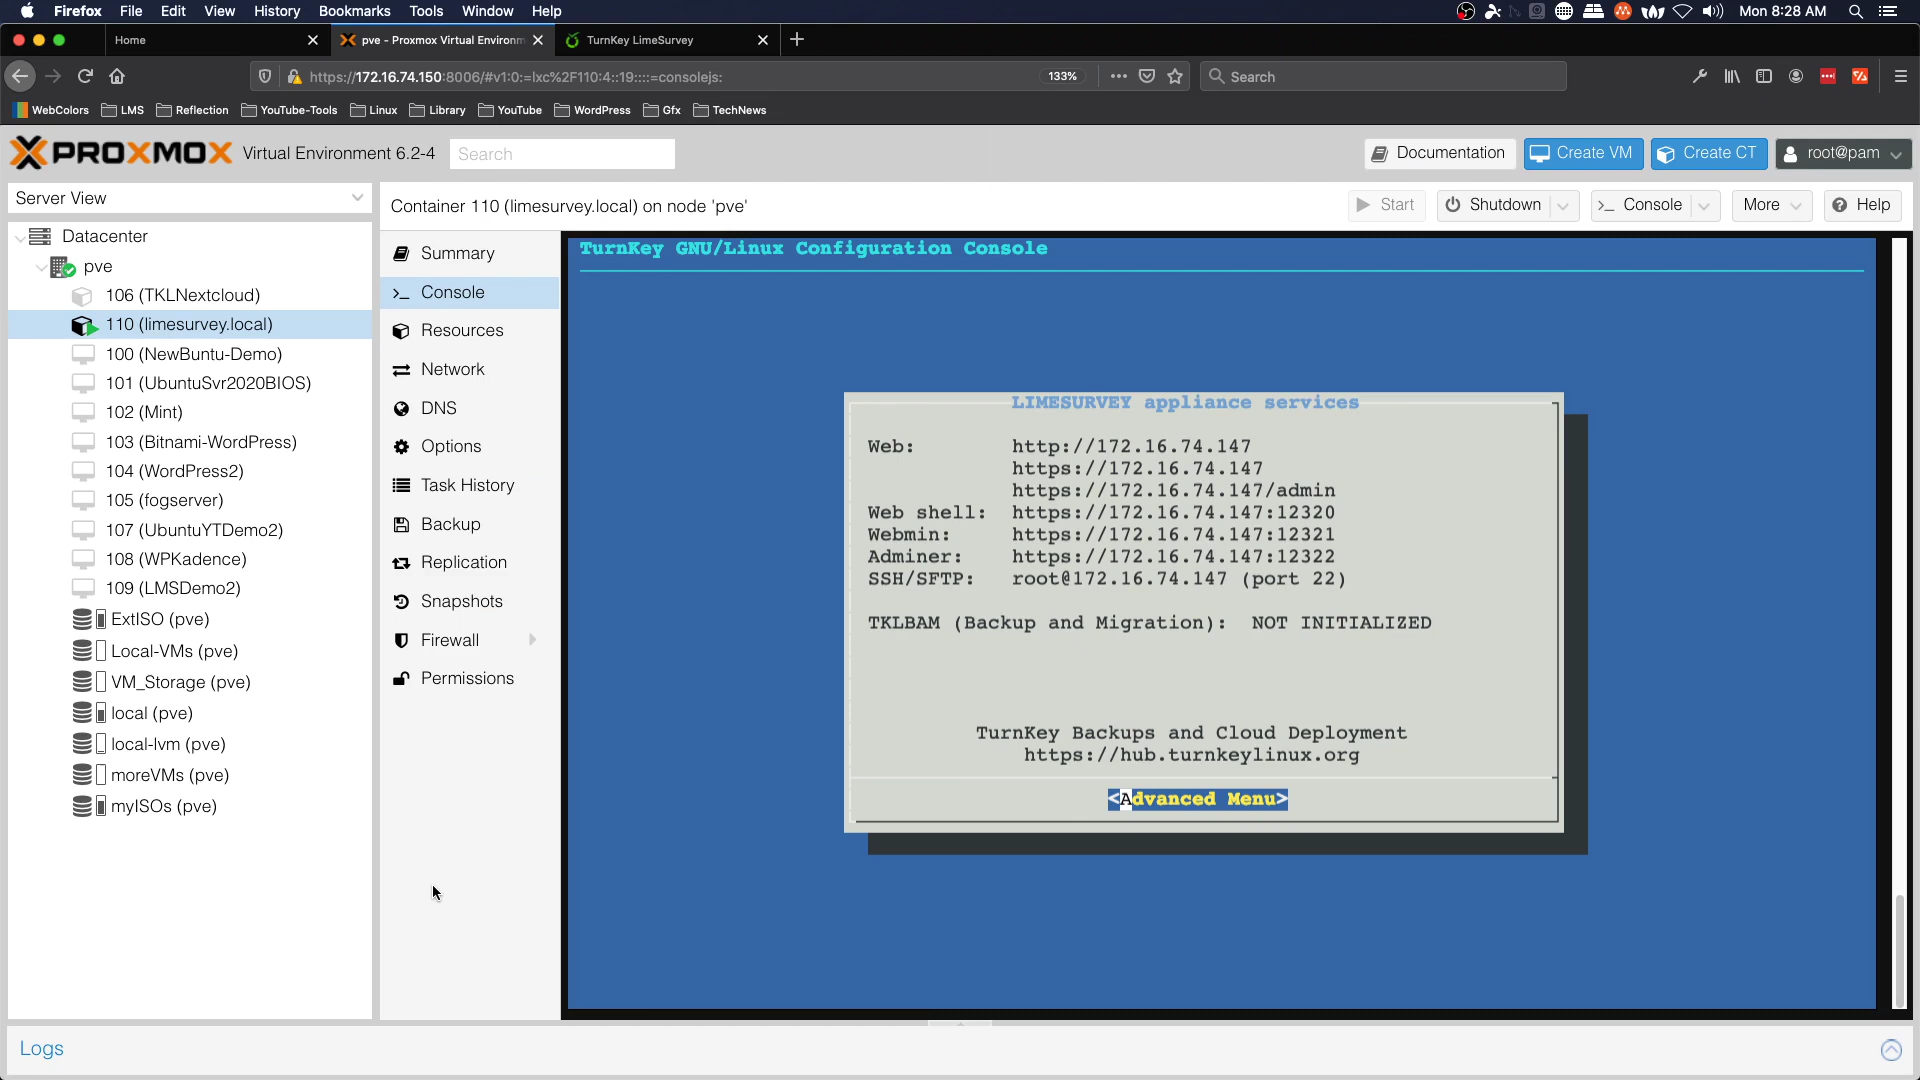 Firefox File Edit View History Bookmarks Tools Window Help
Mon 8:28 AM
Home
pve - Proxmox Virtual Environm
TurnKey LimeSurvey
https://172.16.74.150:8006/#v1:0:=lxc%2F110:4::19::::=consolejs:
133%
Search
WebColors LMS Reflection YouTube-Tools Linux Library YouTube WordPress Gfx TechNews
PROXMOX Virtual Environment 6.2-4
Search
Documentation
Create VM
Create CT
root@pam
Server View
Container 110 (limesurvey.local) on node 'pve'
Start
Shutdown
Console
More
Help
Datacenter
pve
106 (TKLNextcloud)
110 (limesurvey.local)
100 (NewBuntu-Demo)
101 (UbuntuSvr2020BIOS)
102 (Mint)
103 (Bitnami-WordPress)
104 (WordPress2)
105 (fogserver)
107 (UbuntuYTDemo2)
108 (WPKadence)
109 (LMSDemo2)
ExtISO (pve)
Local-VMs (pve)
VM_Storage (pve)
local (pve)
local-lvm (pve)
moreVMs (pve)
myISOs (pve)
Summary
Console
Resources
Network
DNS
Options
Task History
Backup
Replication
Snapshots
Firewall
Permissions
TurnKey GNU/Linux Configuration Console
LIMESURVEY appliance services
Web: http://172.16.74.147
https://172.16.74.147
https://172.16.74.147/admin
Web shell: https://172.16.74.147:12320
Webmin: https://172.16.74.147:12321
Adminer: https://172.16.74.147:12322
SSH/SFTP: root@172.16.74.147 (port 22)
TKLBAM (Backup and Migration): NOT INITIALIZED
TurnKey Backups and Cloud Deployment
https://hub.turnkeylinux.org
<Advanced Menu>
Logs